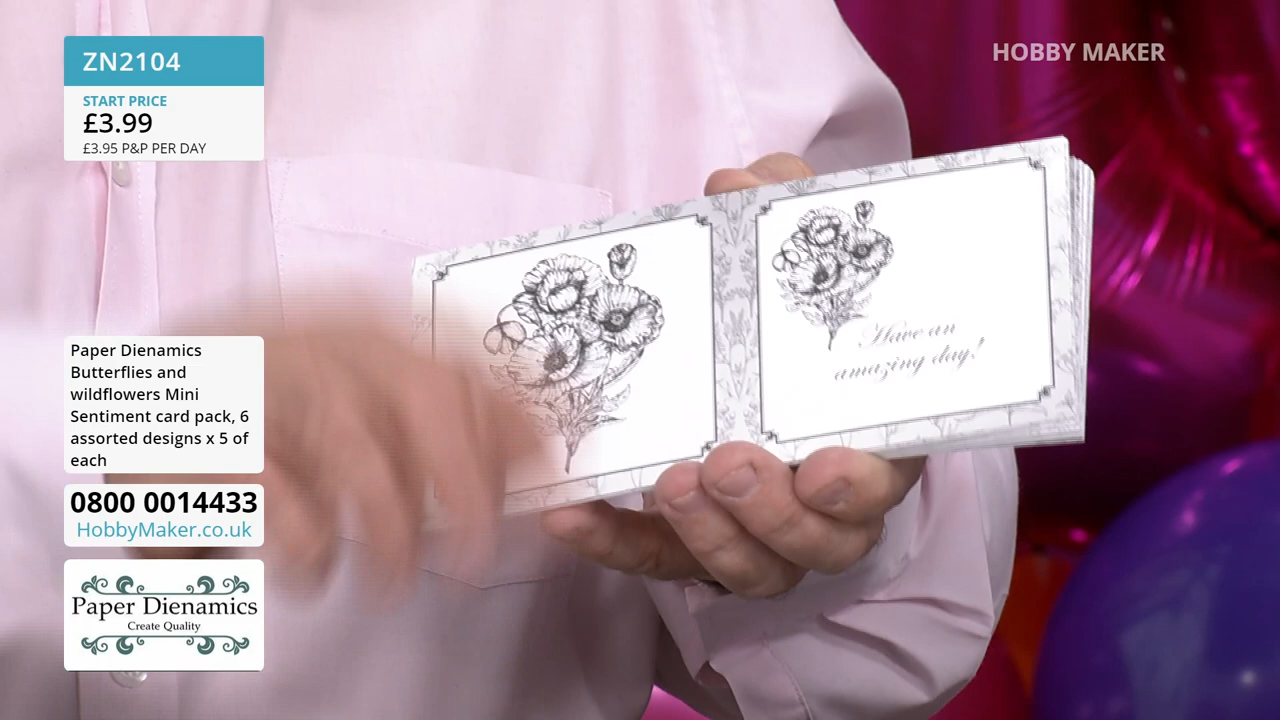 ZN2104
START PRICE
£3.99
£3.95 P&P PER DAY
HOBBY MAKER
Have an
amazing day!
Paper Dienamics
Butterflies and
wildflowers Mini
Sentiment card pack, 6
assorted designs x 5 of
each
0800 0014433
HobbyMaker.co.uk
Paper Dienamics
Create Quality